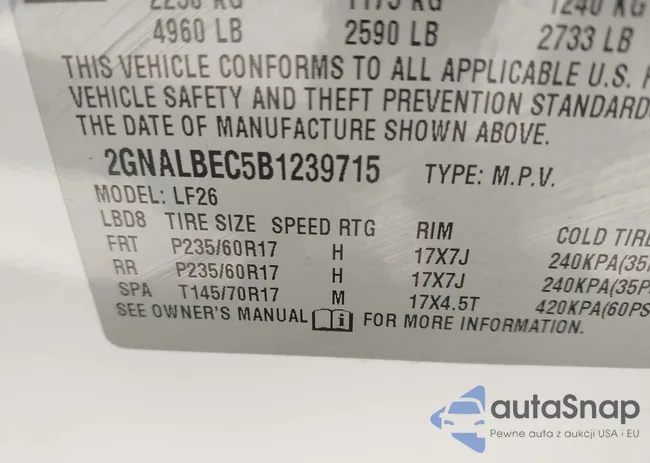 4960 LB 2590 LB 2733 LB
THIS VEHICLE CONFORMS TO ALL APPLICABLE U.S.
VEHICLE SAFETY AND THEFT PREVENTION STANDARD
THE DATE OF MANUFACTURE SHOWN ABOVE.
2GNALBEC5B1239715 TYPE: M.P.V.
MODEL: LF26
LBD8 TIRE SIZE SPEED RTG RIM COLD TIRE
FRT P235/60R17 H 17X7J 240KPA(35
RR P235/60R17 H 17X7J 240KPA(35P
SPA T145/70R17 M 17X4.5T 420KPA(60PS
SEE OWNER'S MANUAL FOR MORE INFORMATION.
autaSnap
Pewne auta z aukcji USA i EU